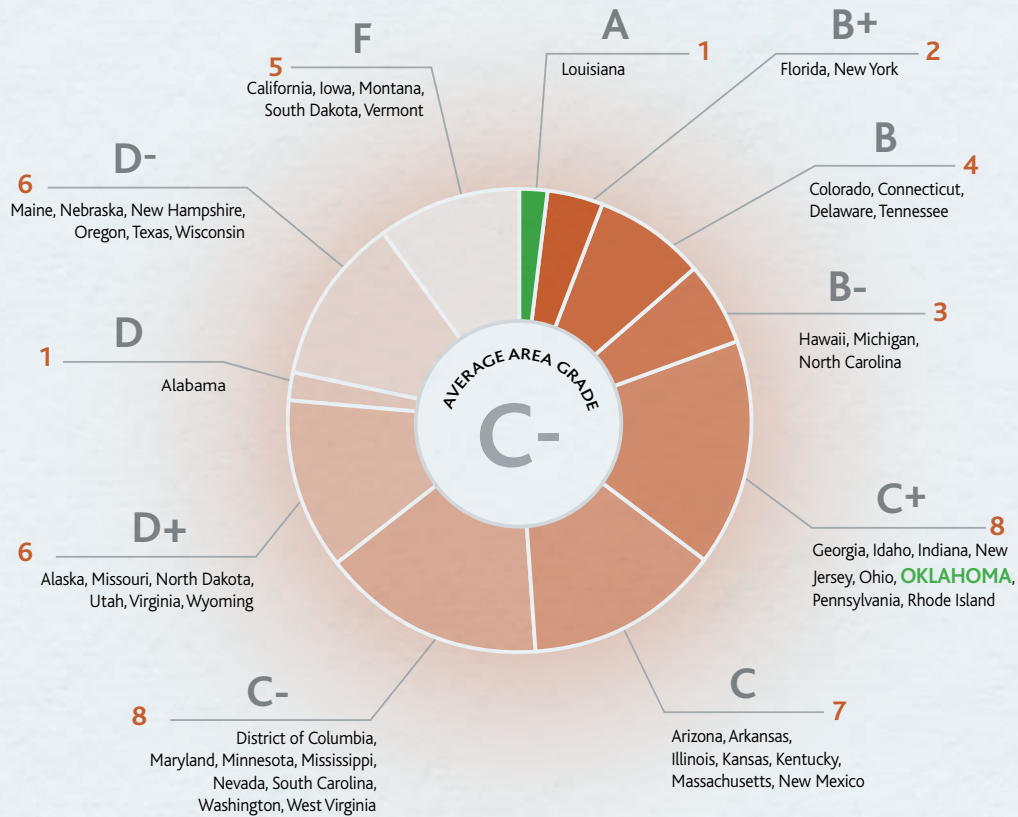 A
1
Louisiana
B+
2
Florida, New York
B
4
Colorado, Connecticut,
Delaware, Tennessee
B-
3
Hawaii, Michigan,
North Carolina
C+
8
Georgia, Idaho, Indiana, New
Jersey, Ohio, OKLAHOMA,
Pennsylvania, Rhode Island
C
7
Arizona, Arkansas,
Illinois, Kansas, Kentucky,
Massachusetts, New Mexico
C-
8
District of Columbia,
Maryland, Minnesota, Mississippi,
Nevada, South Carolina,
Washington, West Virginia
D+
6
Alaska, Missouri, North Dakota,
Utah, Virginia, Wyoming
D
1
Alabama
D-
6
Maine, Nebraska, New Hampshire,
Oregon, Texas, Wisconsin
F
5
California, Iowa, Montana,
South Dakota, Vermont
AVERAGE AREA GRADE
C-